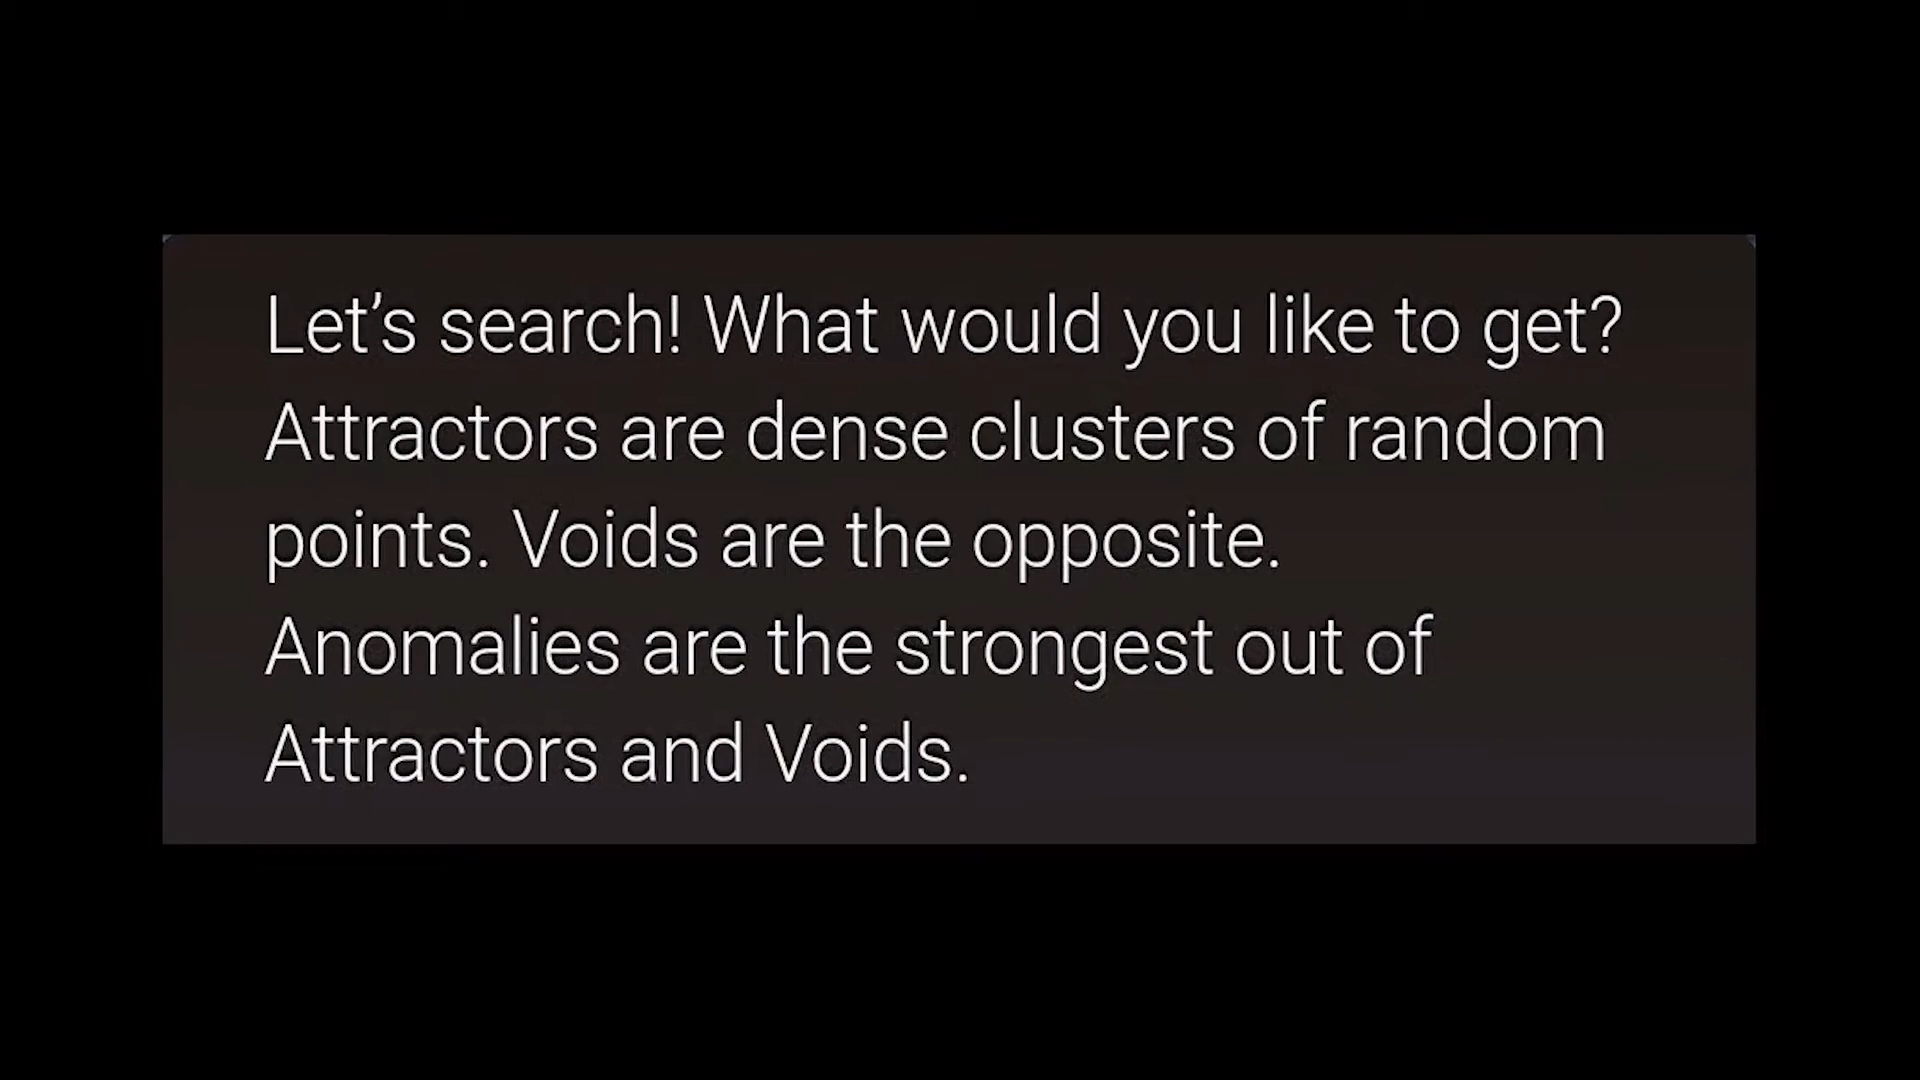 Let’s search! What would you like to get?
Attractors are dense clusters of random
points. Voids are the opposite.
Anomalies are the strongest out of
Attractors and Voids.